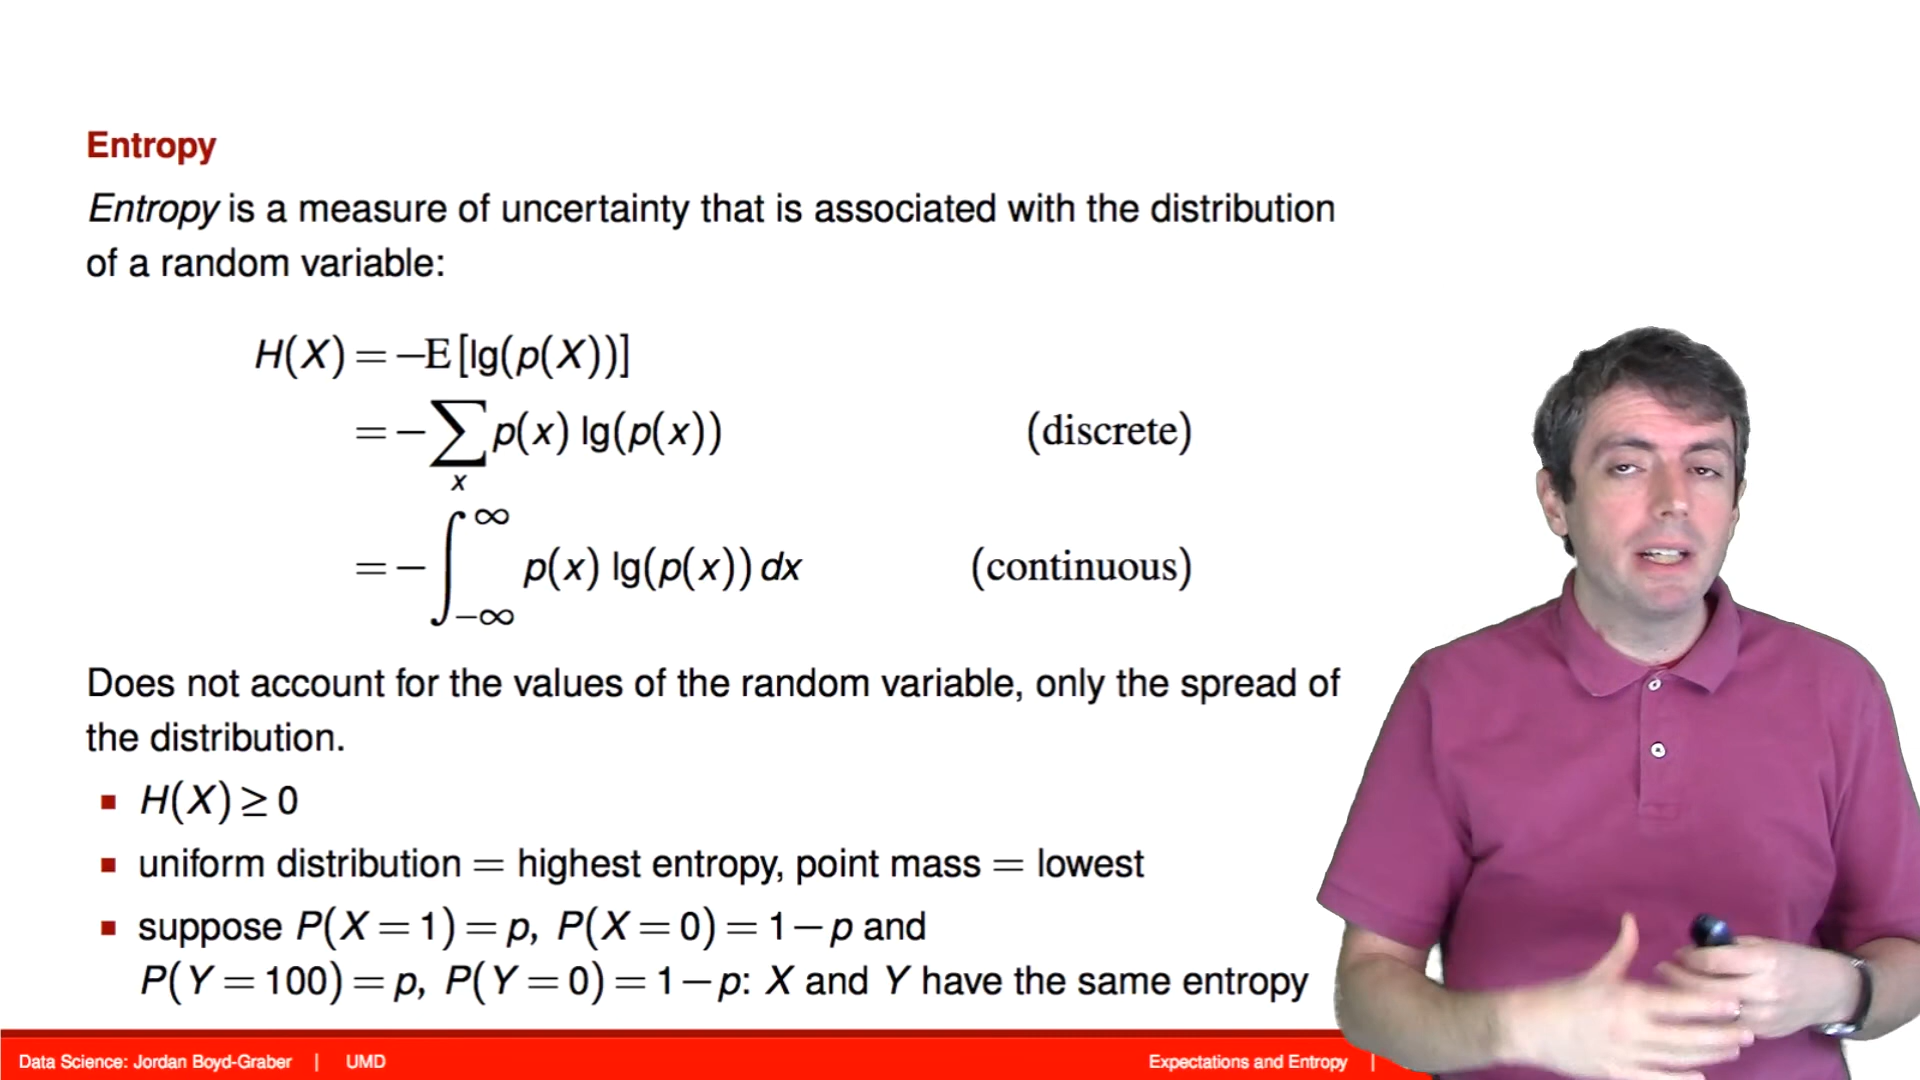 Entropy
Entropy is a measure of uncertainty that is associated with the distribution
of a random variable:
H(X) = −E[lg(p(X))]
= − ∑ₓ p(x) lg(p(x)) (discrete)
= − ∫_{−∞}^{∞} p(x) lg(p(x)) dx (continuous)
Does not account for the values of the random variable, only the spread of
the distribution.
▪ H(X) ≥ 0
▪ uniform distribution = highest entropy, point mass = lowest
▪ suppose P(X = 1) = p, P(X = 0) = 1 − p and
P(Y = 100) = p, P(Y = 0) = 1 − p: X and Y have the same entropy
Data Science: Jordan Boyd-Graber | UMD Expectations and Entropy |